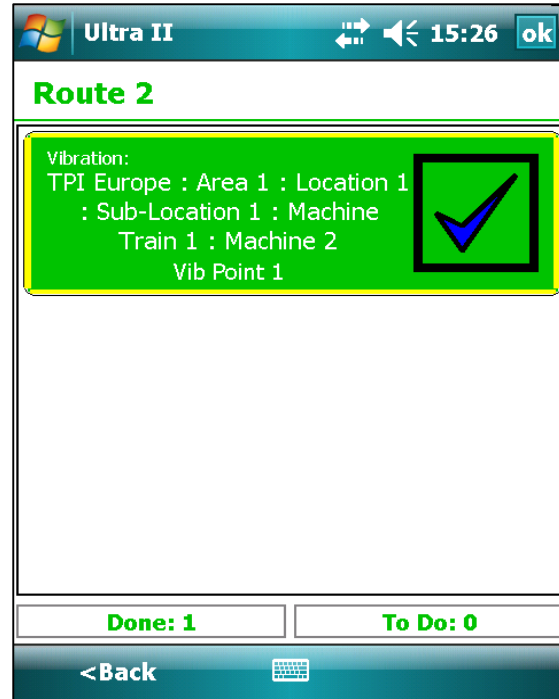 Ultra II 15:26 ok
Route 2
Vibration:
TPI Europe : Area 1 : Location 1
: Sub-Location 1 : Machine
Train 1 : Machine 2
Vib Point 1
Done: 1 To Do: 0
<Back